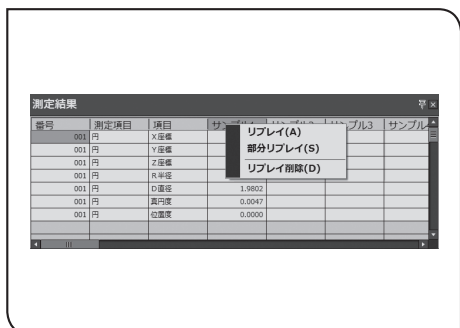 測定結果
番号 測定項目 項目 サンプル3 サンプル
001 円 X座標
001 円 Y座標
001 円 Z座標
001 円 R半径
001 円 D直径 1.9802
001 円 真円度 0.0047
001 円 位置度 0.0000
リプレイ(A)
部分リプレイ(S)
リプレイ削除(D)